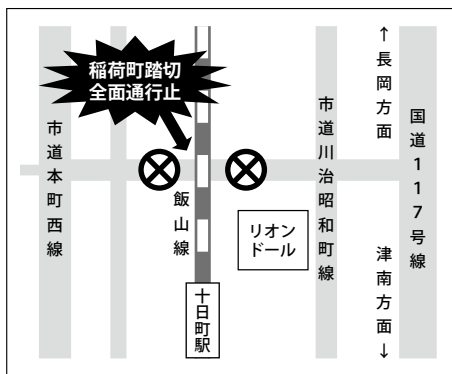 稲荷町踏切
全面通行止
市道本町西線
飯山線
十日町駅
リオン
ドール
市道川治昭和町線
↑長岡方面
津南方面↓
国道117号線